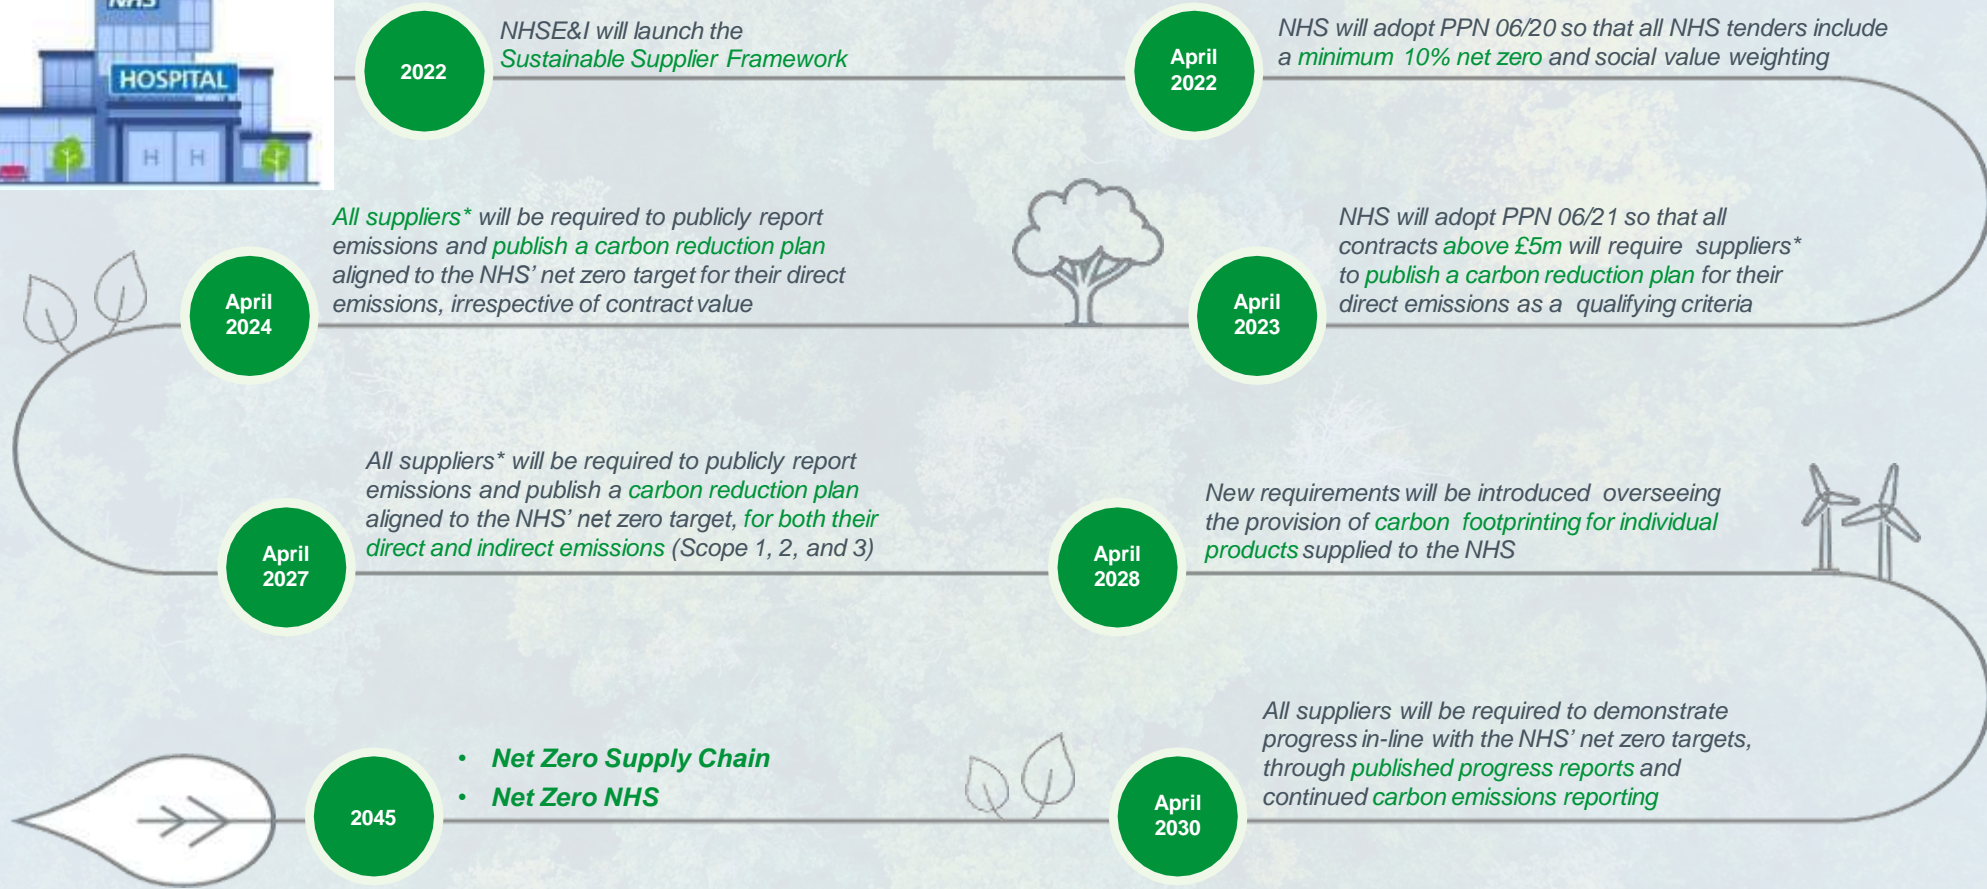 NHS
HOSPITAL
H H
2022
NHSE&I will launch the
Sustainable Supplier Framework
April
2022
NHS will adopt PPN 06/20 so that all NHS tenders include
a minimum 10% net zero and social value weighting
April
2023
NHS will adopt PPN 06/21 so that all
contracts above £5m will require suppliers*
to publish a carbon reduction plan for their
direct emissions as a qualifying criteria
April
2024
All suppliers* will be required to publicly report
emissions and publish a carbon reduction plan
aligned to the NHS' net zero target for their direct
emissions, irrespective of contract value
April
2027
All suppliers* will be required to publicly report
emissions and publish a carbon reduction plan
aligned to the NHS' net zero target, for both their
direct and indirect emissions (Scope 1, 2, and 3)
April
2028
New requirements will be introduced overseeing
the provision of carbon footprinting for individual
products supplied to the NHS
April
2030
All suppliers will be required to demonstrate
progress in-line with the NHS' net zero targets,
through published progress reports and
continued carbon emissions reporting
2045
• Net Zero Supply Chain
• Net Zero NHS